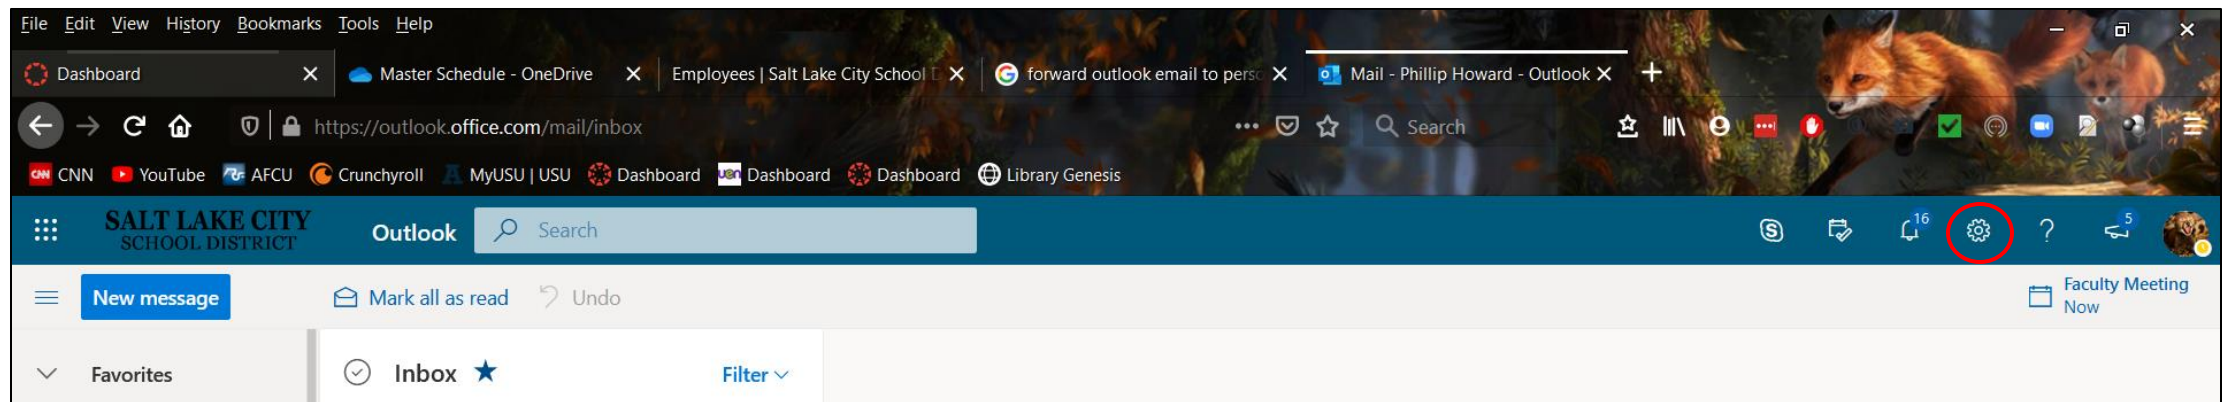 File Edit View History Bookmarks Tools Help
Dashboard Master Schedule - OneDrive Employees | Salt Lake City School D forward outlook email to perso Mail - Phillip Howard - Outlook
https://outlook.office.com/mail/inbox Search
CNN CNN YouTube AFCU Crunchyroll MyUSU | USU Dashboard uen Dashboard Dashboard Library Genesis
SALT LAKE CITY
SCHOOL DISTRICT
Outlook Search 16 5
New message Mark all as read Undo Faculty Meeting
Now
Favorites Inbox Filter